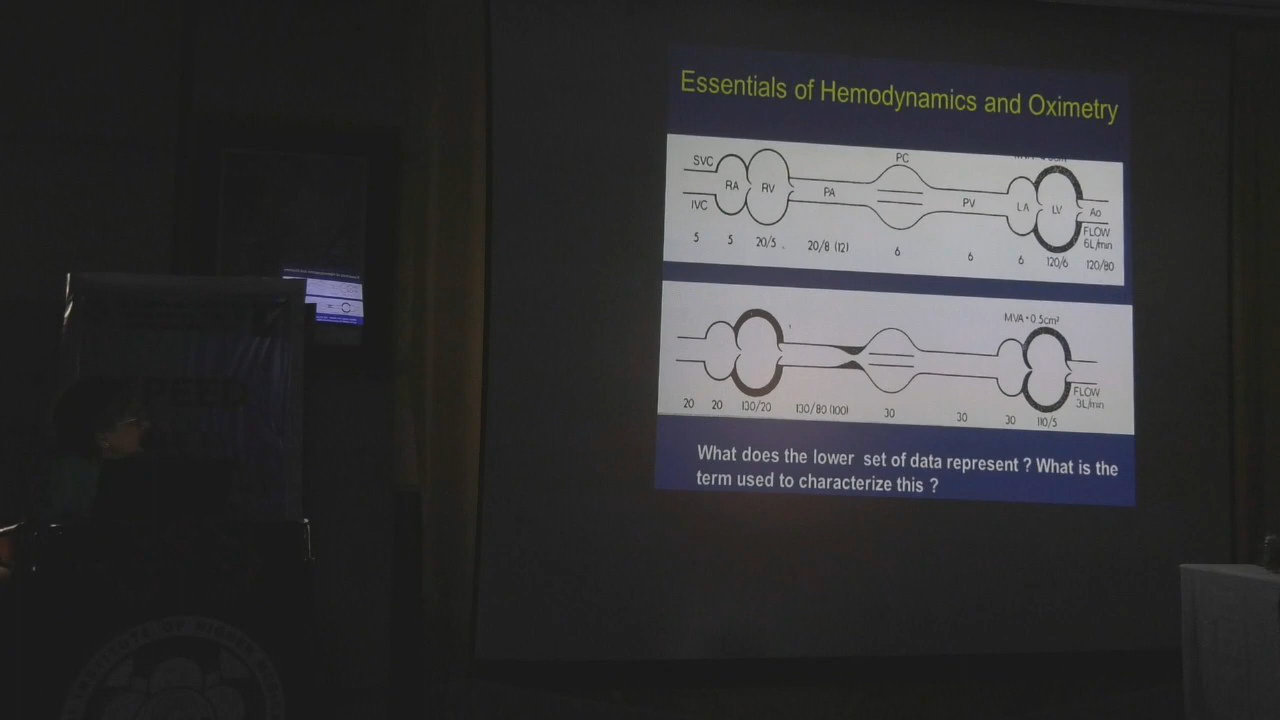 Essentials of Hemodynamics and Oximetry
SVC
PC
RA
RV
PA
PV
LA
LV
Ao
IVC
FLOW
6L/min
5 5 20/5 20/8 (12) 6 6 6 120/6 120/80
MVA·0 5cm²
FLOW
3L/min
20 20 130/20 130/80 (100) 30 30 30 110/5
What does the lower set of data represent ? What is the
term used to characterize this ?